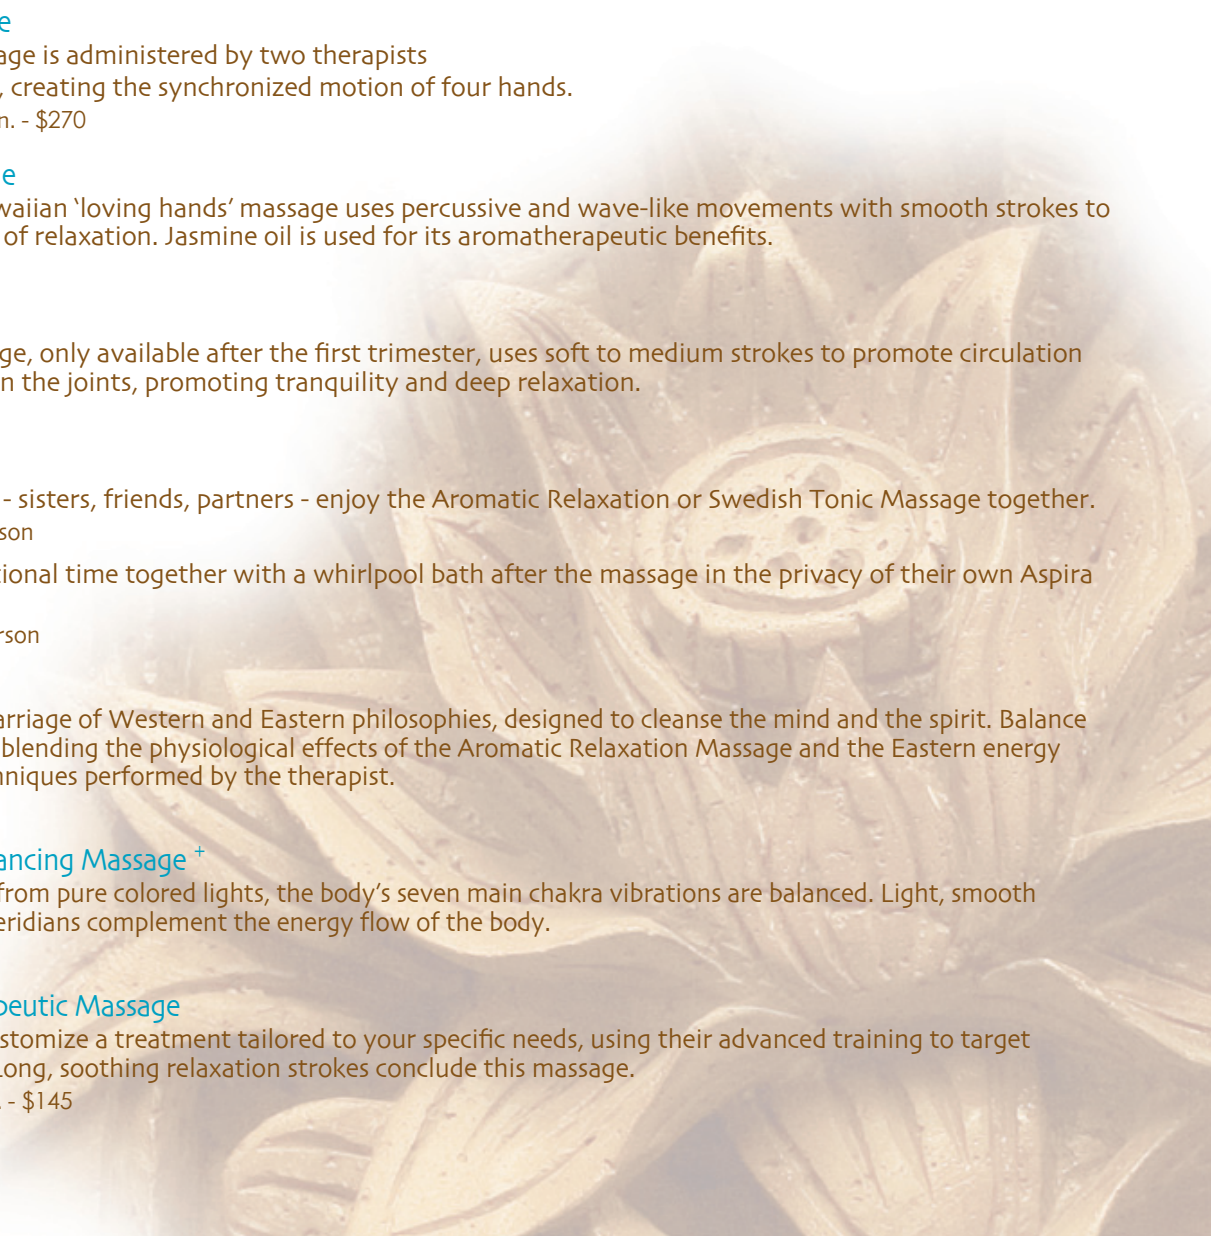 e
age is administered by two therapists
, creating the synchronized motion of four hands.
n. - $270
e
waiian ‘loving hands’ massage uses percussive and wave-like movements with smooth strokes to
of relaxation. Jasmine oil is used for its aromatherapeutic benefits.
ge, only available after the first trimester, uses soft to medium strokes to promote circulation
n the joints, promoting tranquility and deep relaxation.
- sisters, friends, partners - enjoy the Aromatic Relaxation or Swedish Tonic Massage together.
son
tional time together with a whirlpool bath after the massage in the privacy of their own Aspira
rson
arriage of Western and Eastern philosophies, designed to cleanse the mind and the spirit. Balance
blending the physiological effects of the Aromatic Relaxation Massage and the Eastern energy
hniques performed by the therapist.
ancing Massage +
from pure colored lights, the body’s seven main chakra vibrations are balanced. Light, smooth
eridians complement the energy flow of the body.
peutic Massage
stomize a treatment tailored to your specific needs, using their advanced training to target
Long, soothing relaxation strokes conclude this massage.
. - $145